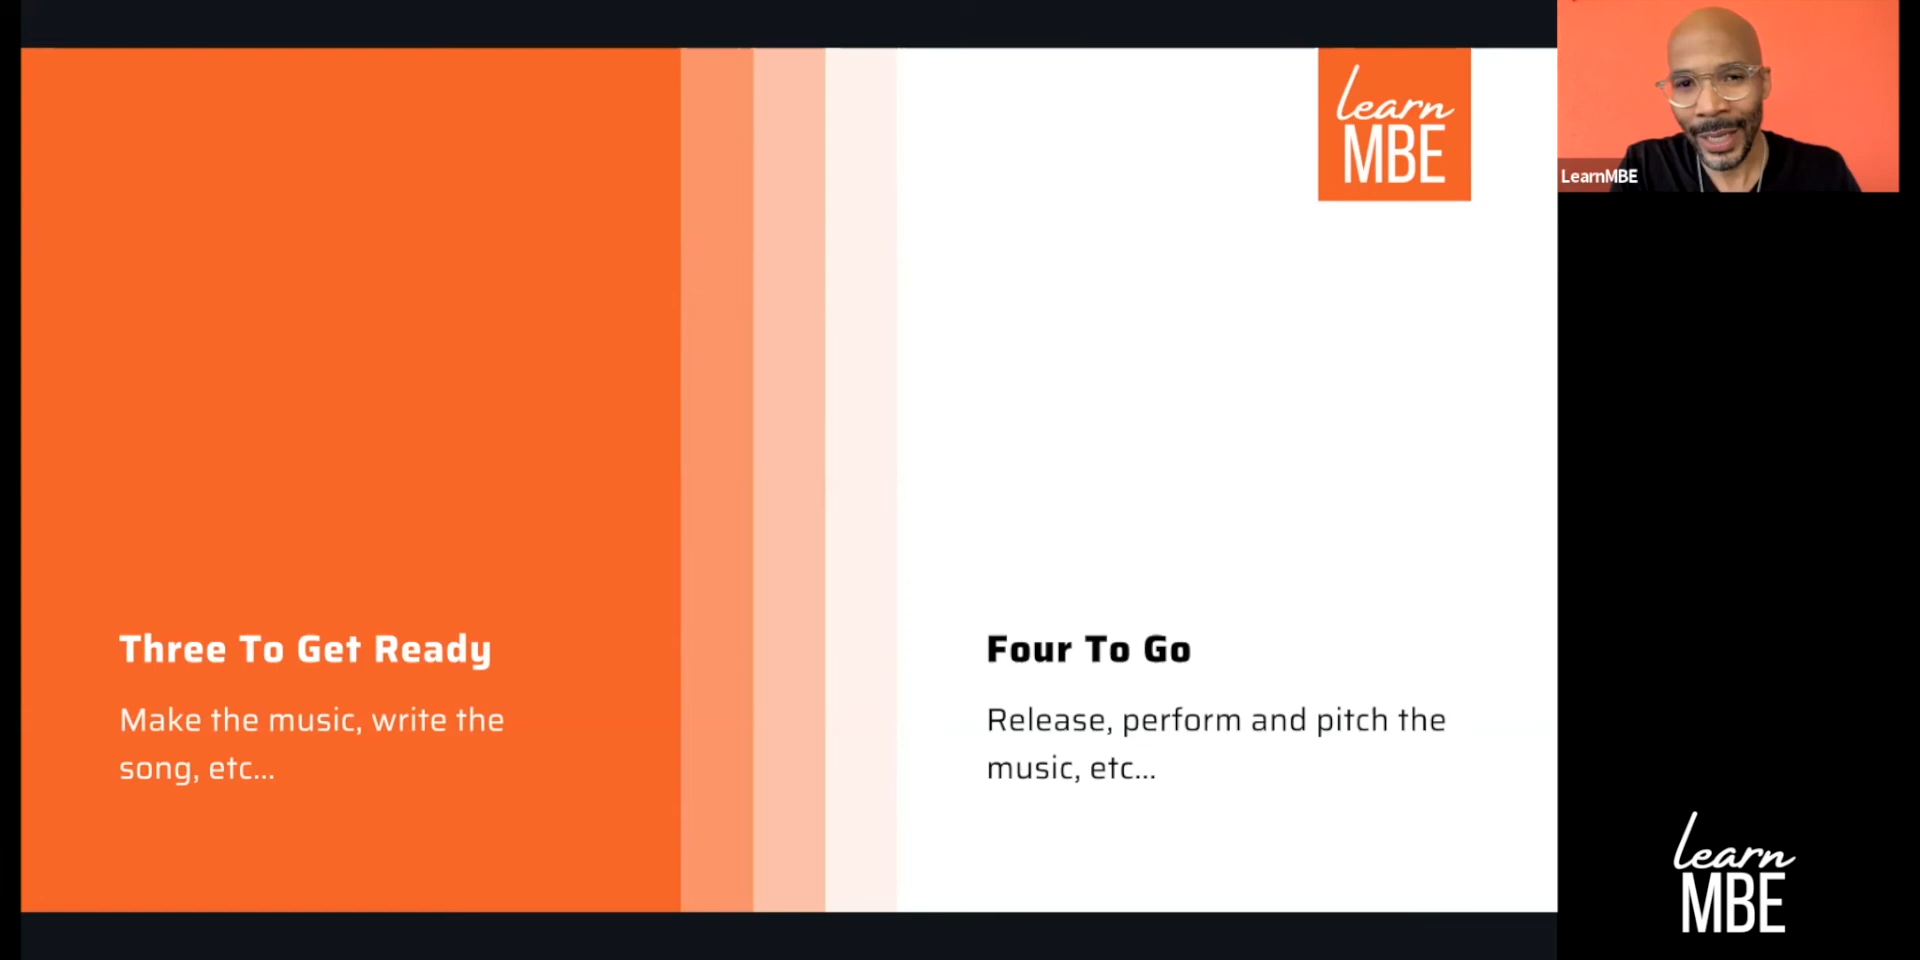 learn
MBE
LearnMBE
Three To Get Ready
Make the music, write the
song, etc...
Four To Go
Release, perform and pitch the
music, etc...
learn
MBE